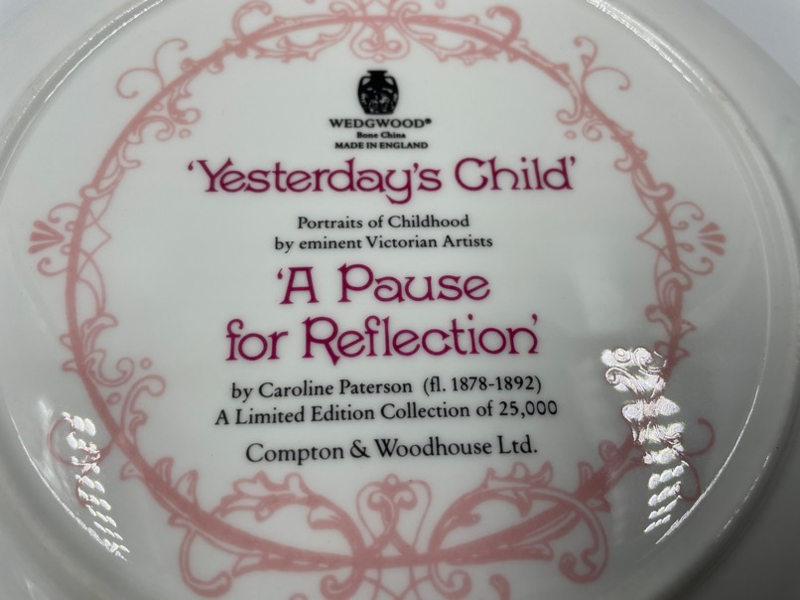 WEDGWOOD®
Bone China
MADE IN ENGLAND
‘Yesterday's Child’
Portraits of Childhood
by eminent Victorian Artists
‘A Pause
for Reflection’
by Caroline Paterson (fl. 1878-1892)
A Limited Edition Collection of 25,000
Compton & Woodhouse Ltd.